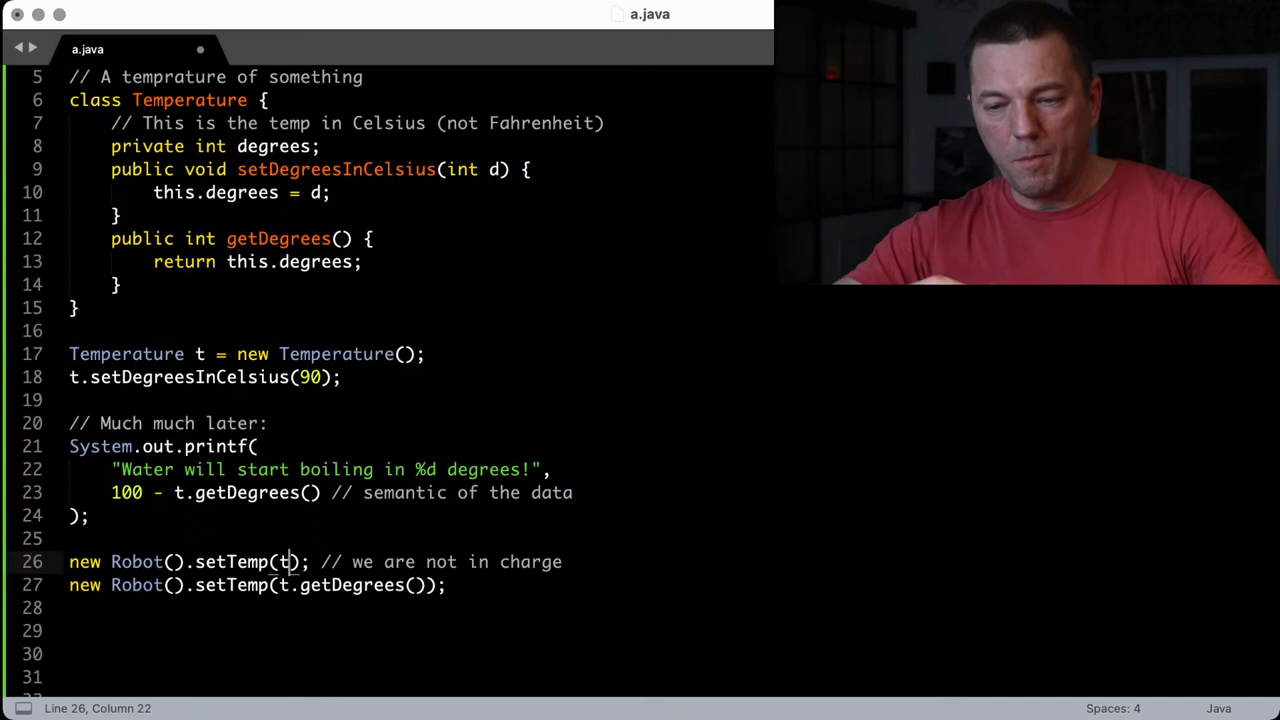 a.java
a.java
5 // A temprature of something
6 class Temperature {
7 // This is the temp in Celsius (not Fahrenheit)
8 private int degrees;
9 public void setDegreesInCelsius(int d) {
10 this.degrees = d;
11 }
12 public int getDegrees() {
13 return this.degrees;
14 }
15 }
16
17 Temperature t = new Temperature();
18 t.setDegreesInCelsius(90);
19
20 // Much much later:
21 System.out.printf(
22 "Water will start boiling in %d degrees!",
23 100 - t.getDegrees() // semantic of the data
24 );
25
26 new Robot().setTemp(t); // we are not in charge
27 new Robot().setTemp(t.getDegrees());
28
29
30
31
Line 26, Column 22 Spaces: 4 Java